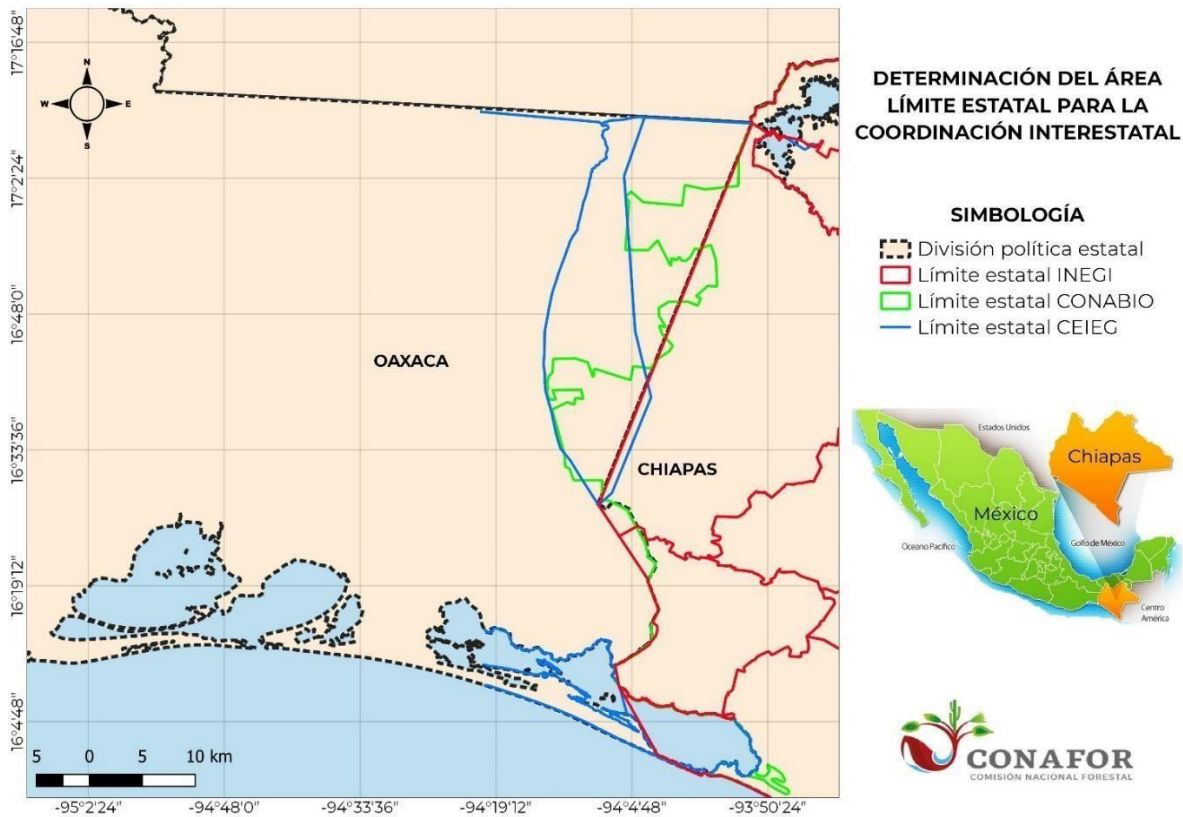 17°16'48"
17°2'24"
16°48'0"
16°33'36"
16°19'12"
16°4'48"
N
W
E
S
OAXACA
CHIAPAS
5 0 5 10 km
-95°2'24"
-94°48'0"
-94°33'36"
-94°19'12"
-94°4'48"
-93°50'24"
DETERMINACIÓN DEL ÁREA
LÍMITE ESTATAL PARA LA
COORDINACIÓN INTERESTATAL
SIMBOLOGÍA
División política estatal
Límite estatal INEGI
Límite estatal CONABIO
Límite estatal CEIEG
Estados Unidos
Chiapas
México
Oceano Pacifico
Golfo de México
Centro
América
CONAFOR
COMISIÓN NACIONAL FORESTAL